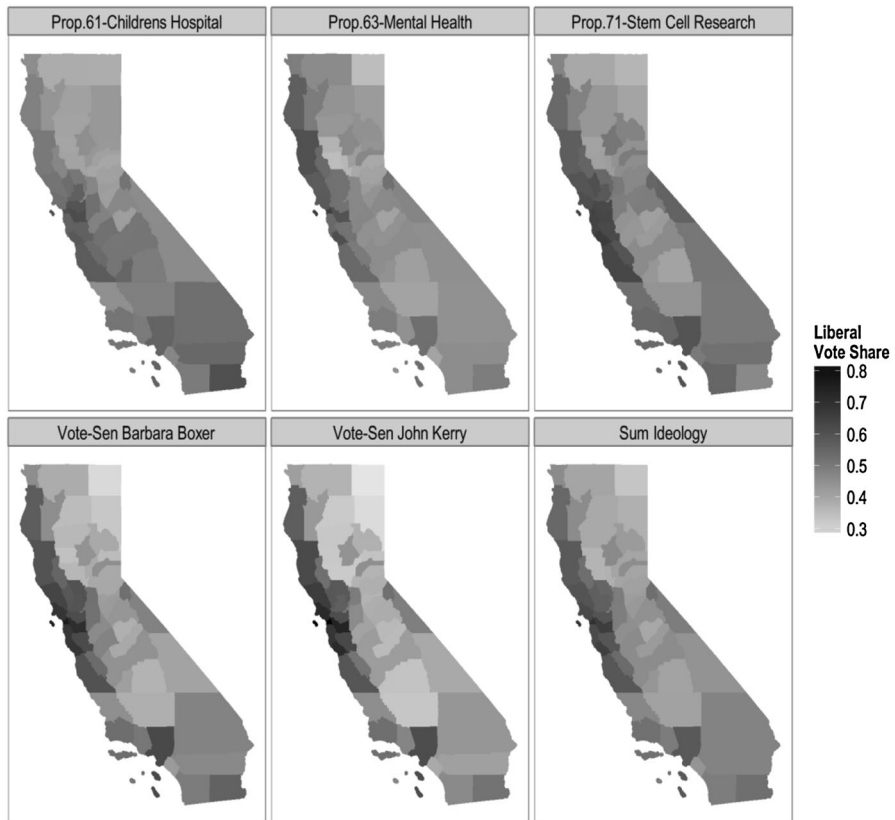 Prop.61-Childrens Hospital
Prop.63-Mental Health
Prop.71-Stem Cell Research
Liberal
Vote Share
0.8
0.7
0.6
0.5
0.4
0.3
Vote-Sen Barbara Boxer
Vote-Sen John Kerry
Sum Ideology